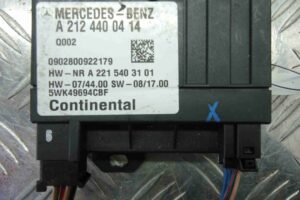 MERCEDES-BENZ
A 212 440 04 14
Q002
0902800922179
HW-NR A 221 540 31 01
HW-07/44.00 SW-08/17.00
5WK49694CBF
Continental
X
6